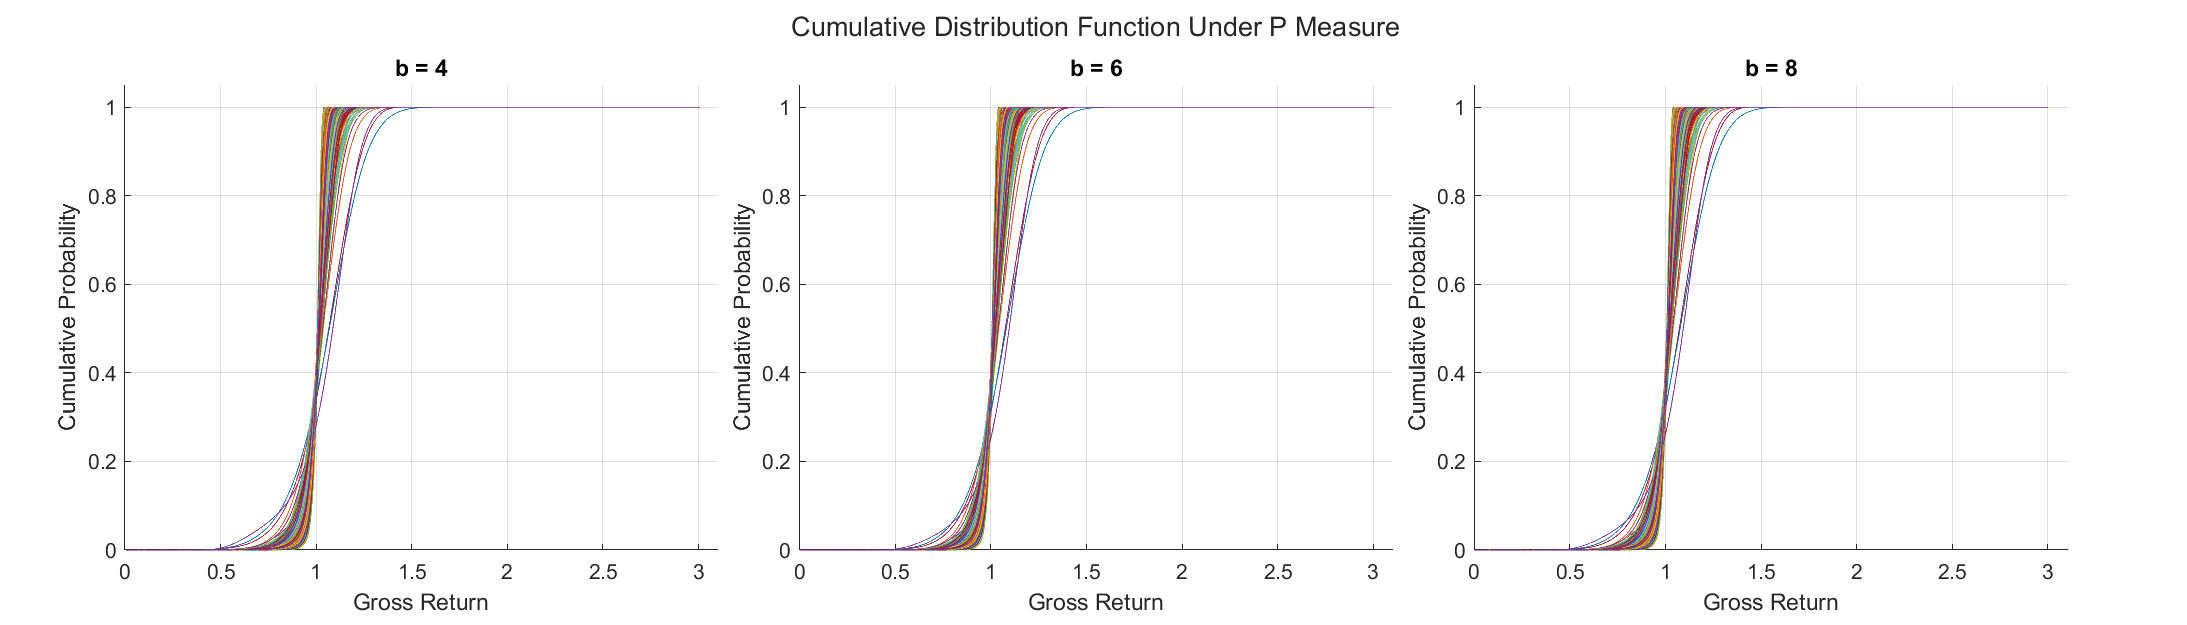 Cumulative Distribution Function Under P Measure
b = 4
1
0.8
0.6
0.4
0.2
0
Cumulative Probability
0 0.5 1 1.5 2 2.5 3
Gross Return
b = 6
1
0.8
0.6
0.4
0.2
0
Cumulative Probability
0 0.5 1 1.5 2 2.5 3
Gross Return
b = 8
1
0.8
0.6
0.4
0.2
0
Cumulative Probability
0 0.5 1 1.5 2 2.5 3
Gross Return